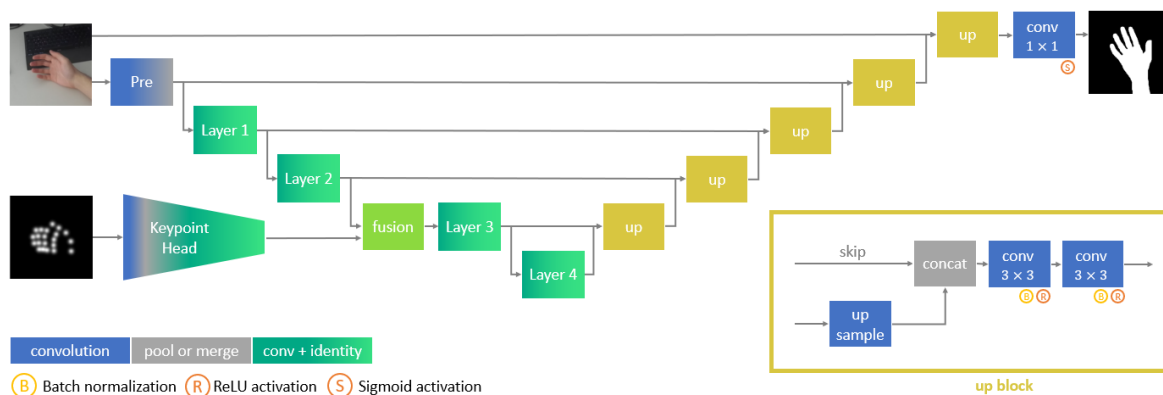 up
conv
1 × 1
S
Pre
up
Layer 1
up
Layer 2
up
Keypoint
Head
fusion
Layer 3
up
Layer 4
skip
concat
conv
3 × 3
B R
conv
3 × 3
B R
up
sample
up block
convolution
pool or merge
conv + identity
B Batch normalization R ReLU activation S Sigmoid activation